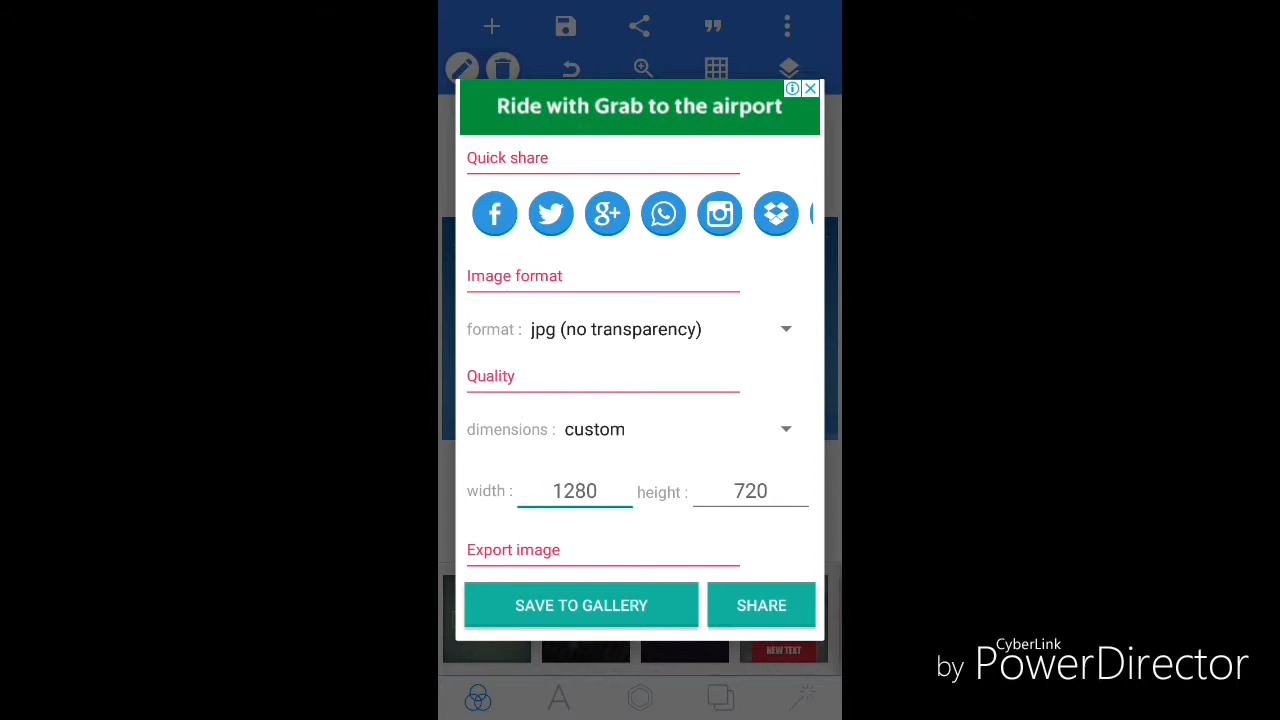 Ride with Grab to the airport
Quick share
Image format
format : jpg (no transparency)
Quality
dimensions : custom
width : 1280 height : 720
Export image
SAVE TO GALLERY SHARE
NEW TEXT
CyberLink
by PowerDirector